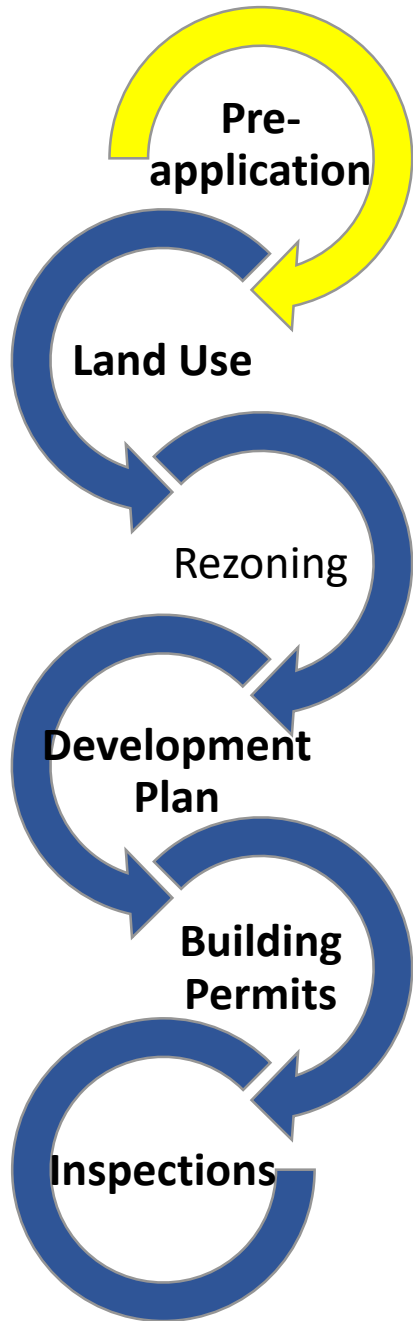 Pre-
application
Land Use
Rezoning
Development
Plan
Building
Permits
Inspections